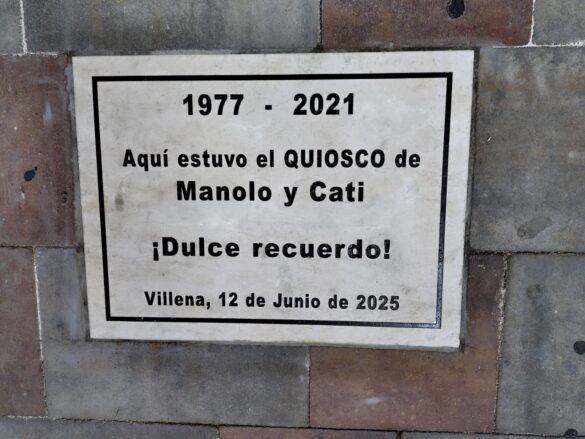 1977 - 2021
Aquí estuvo el QUIOSCO de
Manolo y Cati
¡Dulce recuerdo!
Villena, 12 de Junio de 2025